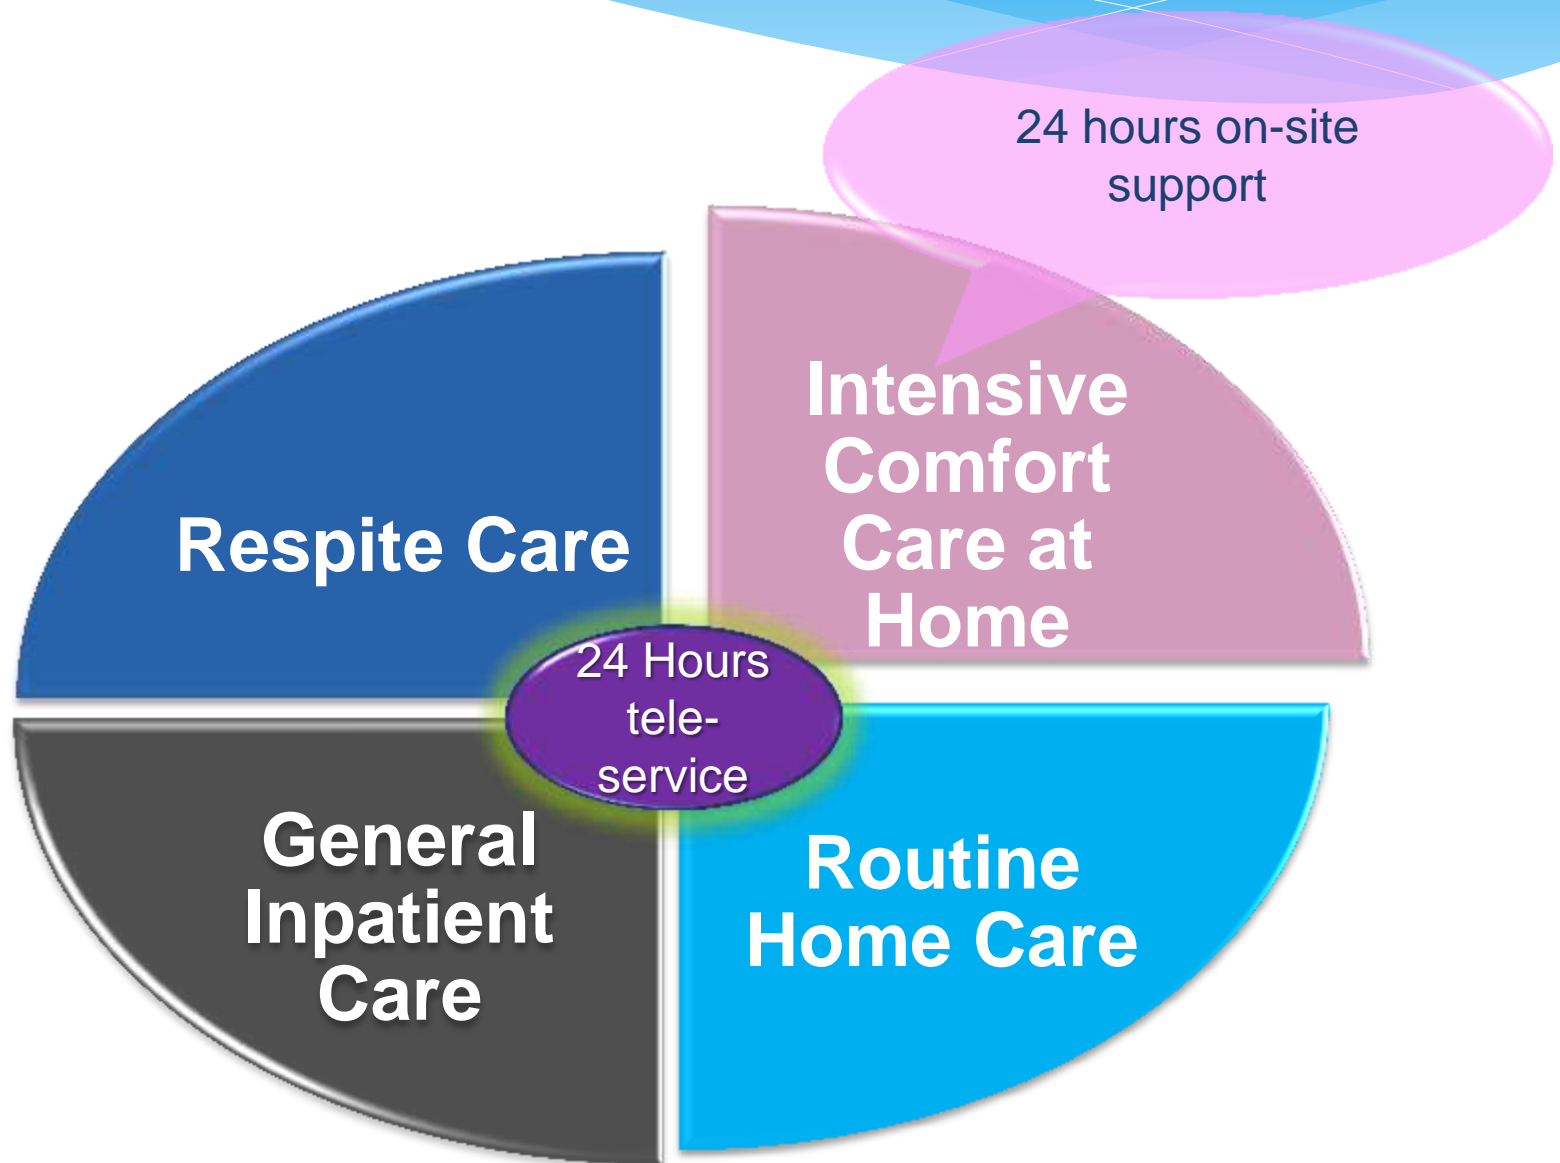 24 hours on-site
support
Intensive
Comfort
Care at
Home
Respite Care
24 Hours
tele-
service
General
Inpatient
Care
Routine
Home Care